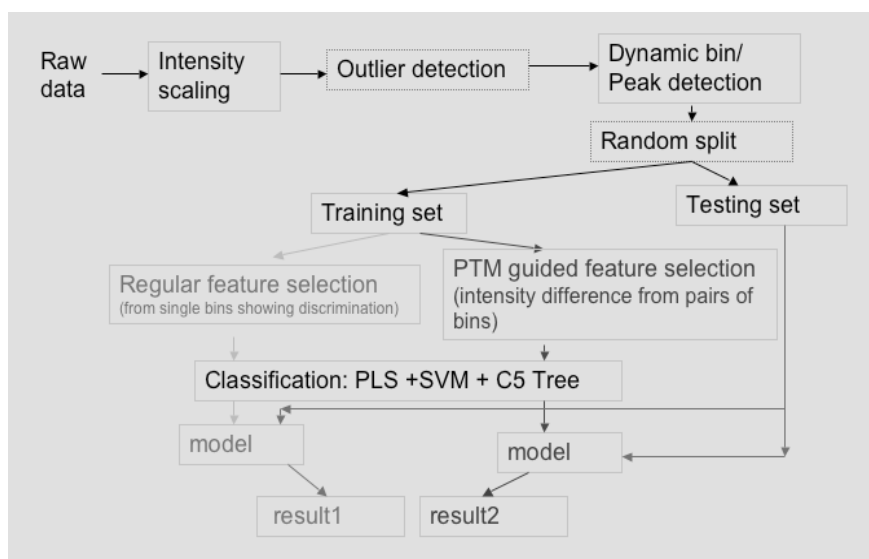 Raw
data
Intensity
scaling
Outlier detection
Dynamic bin/
Peak detection
Random split
Training set
Testing set
Regular feature selection
(from single bins showing discrimination)
PTM guided feature selection
(intensity difference from pairs of
bins)
Classification: PLS +SVM + C5 Tree
model
model
result1
result2